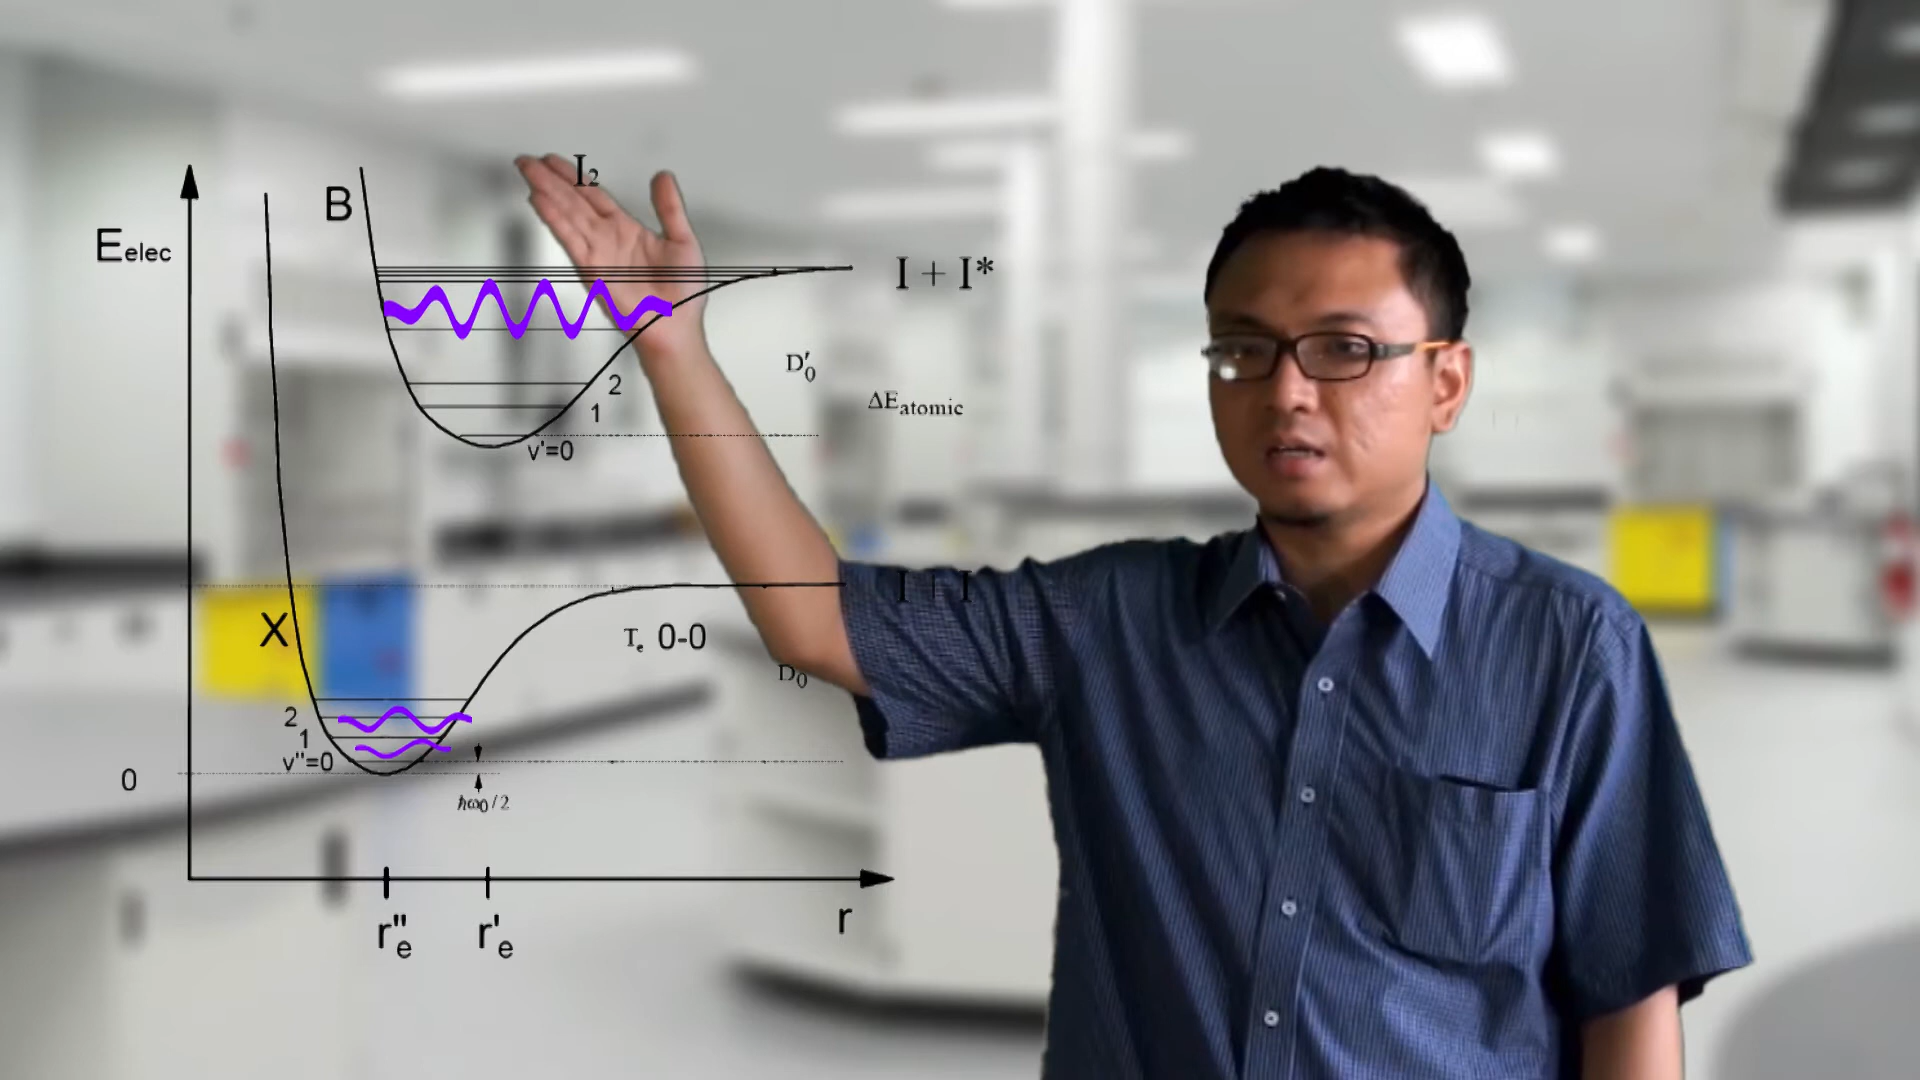 I₂
B
Eelec
I + I*
D′₀
2
ΔEatomic
1
v'=0
I + I
X
Te 0-0
D₀
2
1
v"=0
0
ħω₀/2
r"e
r'e
r